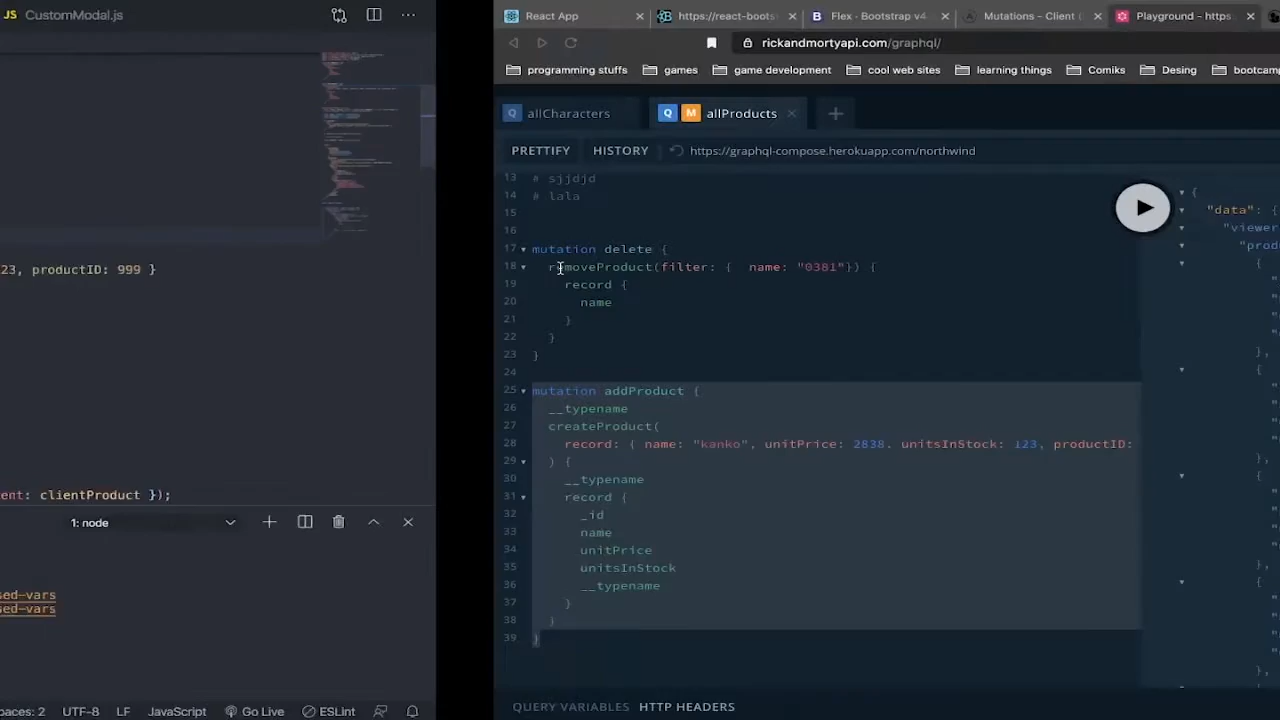 JS CustomModal.js
23, productID: 999 }
ent: clientProduct });
1: node
sed-vars
sed-vars
paces: 2 UTF-8 LF JavaScript Go Live ESLint
React App
https://react-boots
B Flex - Bootstrap v4
Mutations – Client (
Playground - https
rickandmortyapi.com/graphql/
programming stuffs games game development cool web sites learning things Comiks Desing bootcamp
Q allCharacters
Q M allProducts
PRETTIFY HISTORY https://graphql-compose.herokuapp.com/northwind
13 # sjjdjd
14 # lala
15
16
17 mutation delete {
18 removeProduct(filter: { name: "0381"}) {
19 record {
20 name
21 }
22 }
23 }
24
25 mutation addProduct {
26 __typename
27 createProduct(
28 record: { name: "kanko", unitPrice: 2838. unitsInStock: 123, productID:
29 ) {
30 __typename
31 record {
32 _id
33 name
34 unitPrice
35 unitsInStock
36 __typename
37 }
38 }
39 }
{
"data": {
"viewer
"prod
{
"
"
"
"
},
{
"
"
"
"
},
{
"
"
"
"
},
{
"
"
"
"
},
QUERY VARIABLES HTTP HEADERS